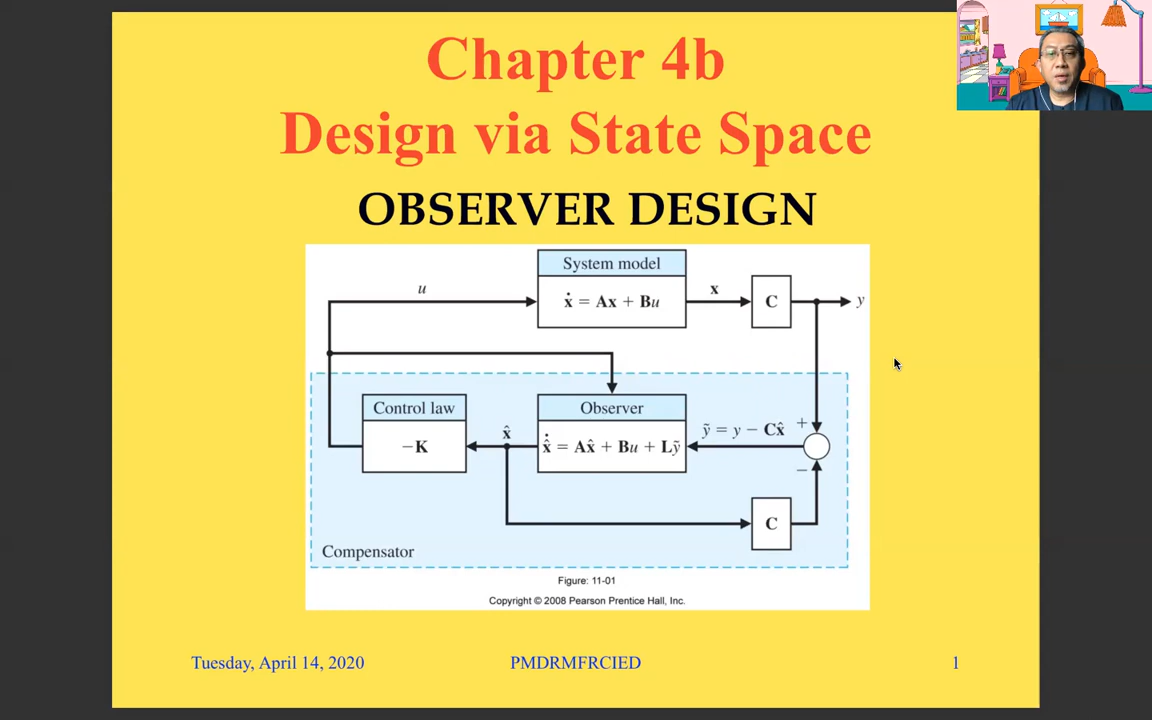 Chapter 4b
Design via State Space
OBSERVER DESIGN
System model
u
ẋ = Ax + Bu
x
C
y
Control law
−K
x̂
Observer
x̂̇ = Ax̂ + Bu + Lỹ
ỹ = y − Cx̂
+
−
C
Compensator
Figure: 11-01
Copyright © 2008 Pearson Prentice Hall, Inc.
Tuesday, April 14, 2020 PMDRMFRCIED 1